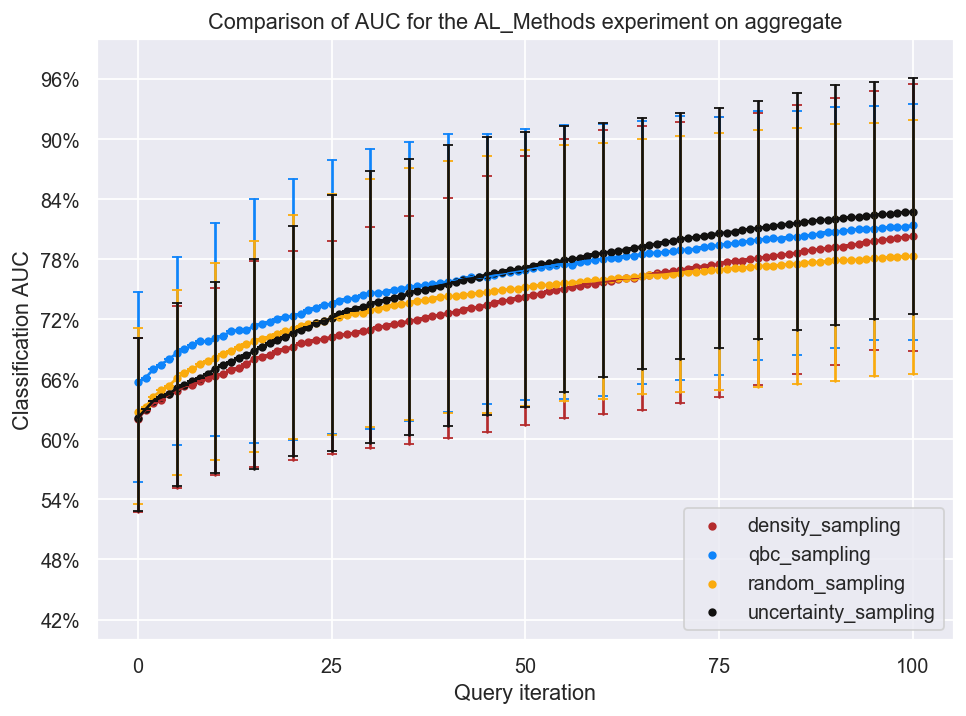 Comparison of AUC for the AL_Methods experiment on aggregate
96%
90%
84%
78%
72%
66%
60%
54%
48%
42%
Classification AUC
0 25 50 75 100
Query iteration
density_sampling
qbc_sampling
random_sampling
uncertainty_sampling